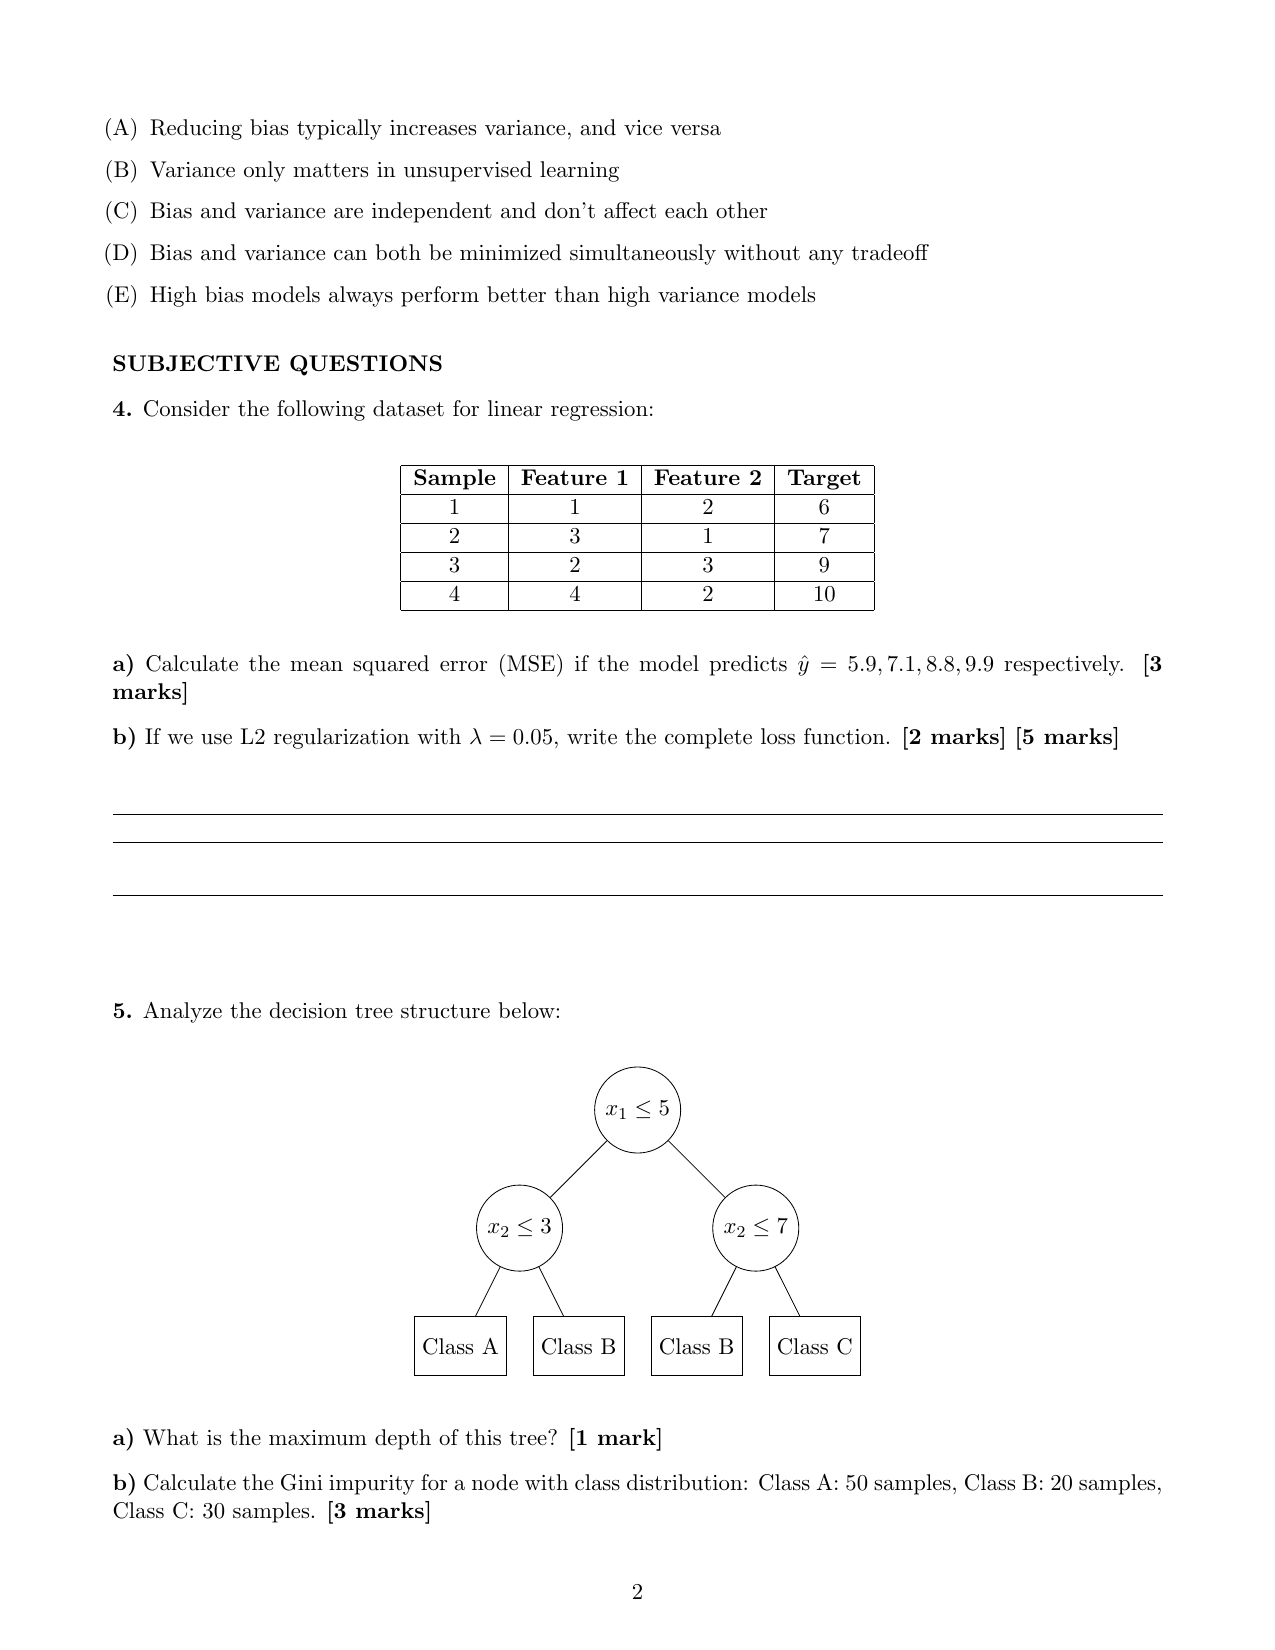 (A) Reducing bias typically increases variance, and vice versa
(B) Variance only matters in unsupervised learning
(C) Bias and variance are independent and don't affect each other
(D) Bias and variance can both be minimized simultaneously without any tradeoff
(E) High bias models always perform better than high variance models
SUBJECTIVE QUESTIONS
4. Consider the following dataset for linear regression:
Sample Feature 1 Feature 2 Target
1 1 2 6
2 3 1 7
3 2 3 9
4 4 2 10
a) Calculate the mean squared error (MSE) if the model predicts ŷ = 5.9, 7.1, 8.8, 9.9 respectively. [3
marks]
b) If we use L2 regularization with λ = 0.05, write the complete loss function. [2 marks] [5 marks]
5. Analyze the decision tree structure below:
x₁ ≤ 5
x₂ ≤ 3 x₂ ≤ 7
Class A Class B Class B Class C
a) What is the maximum depth of this tree? [1 mark]
b) Calculate the Gini impurity for a node with class distribution: Class A: 50 samples, Class B: 20 samples,
Class C: 30 samples. [3 marks]
2